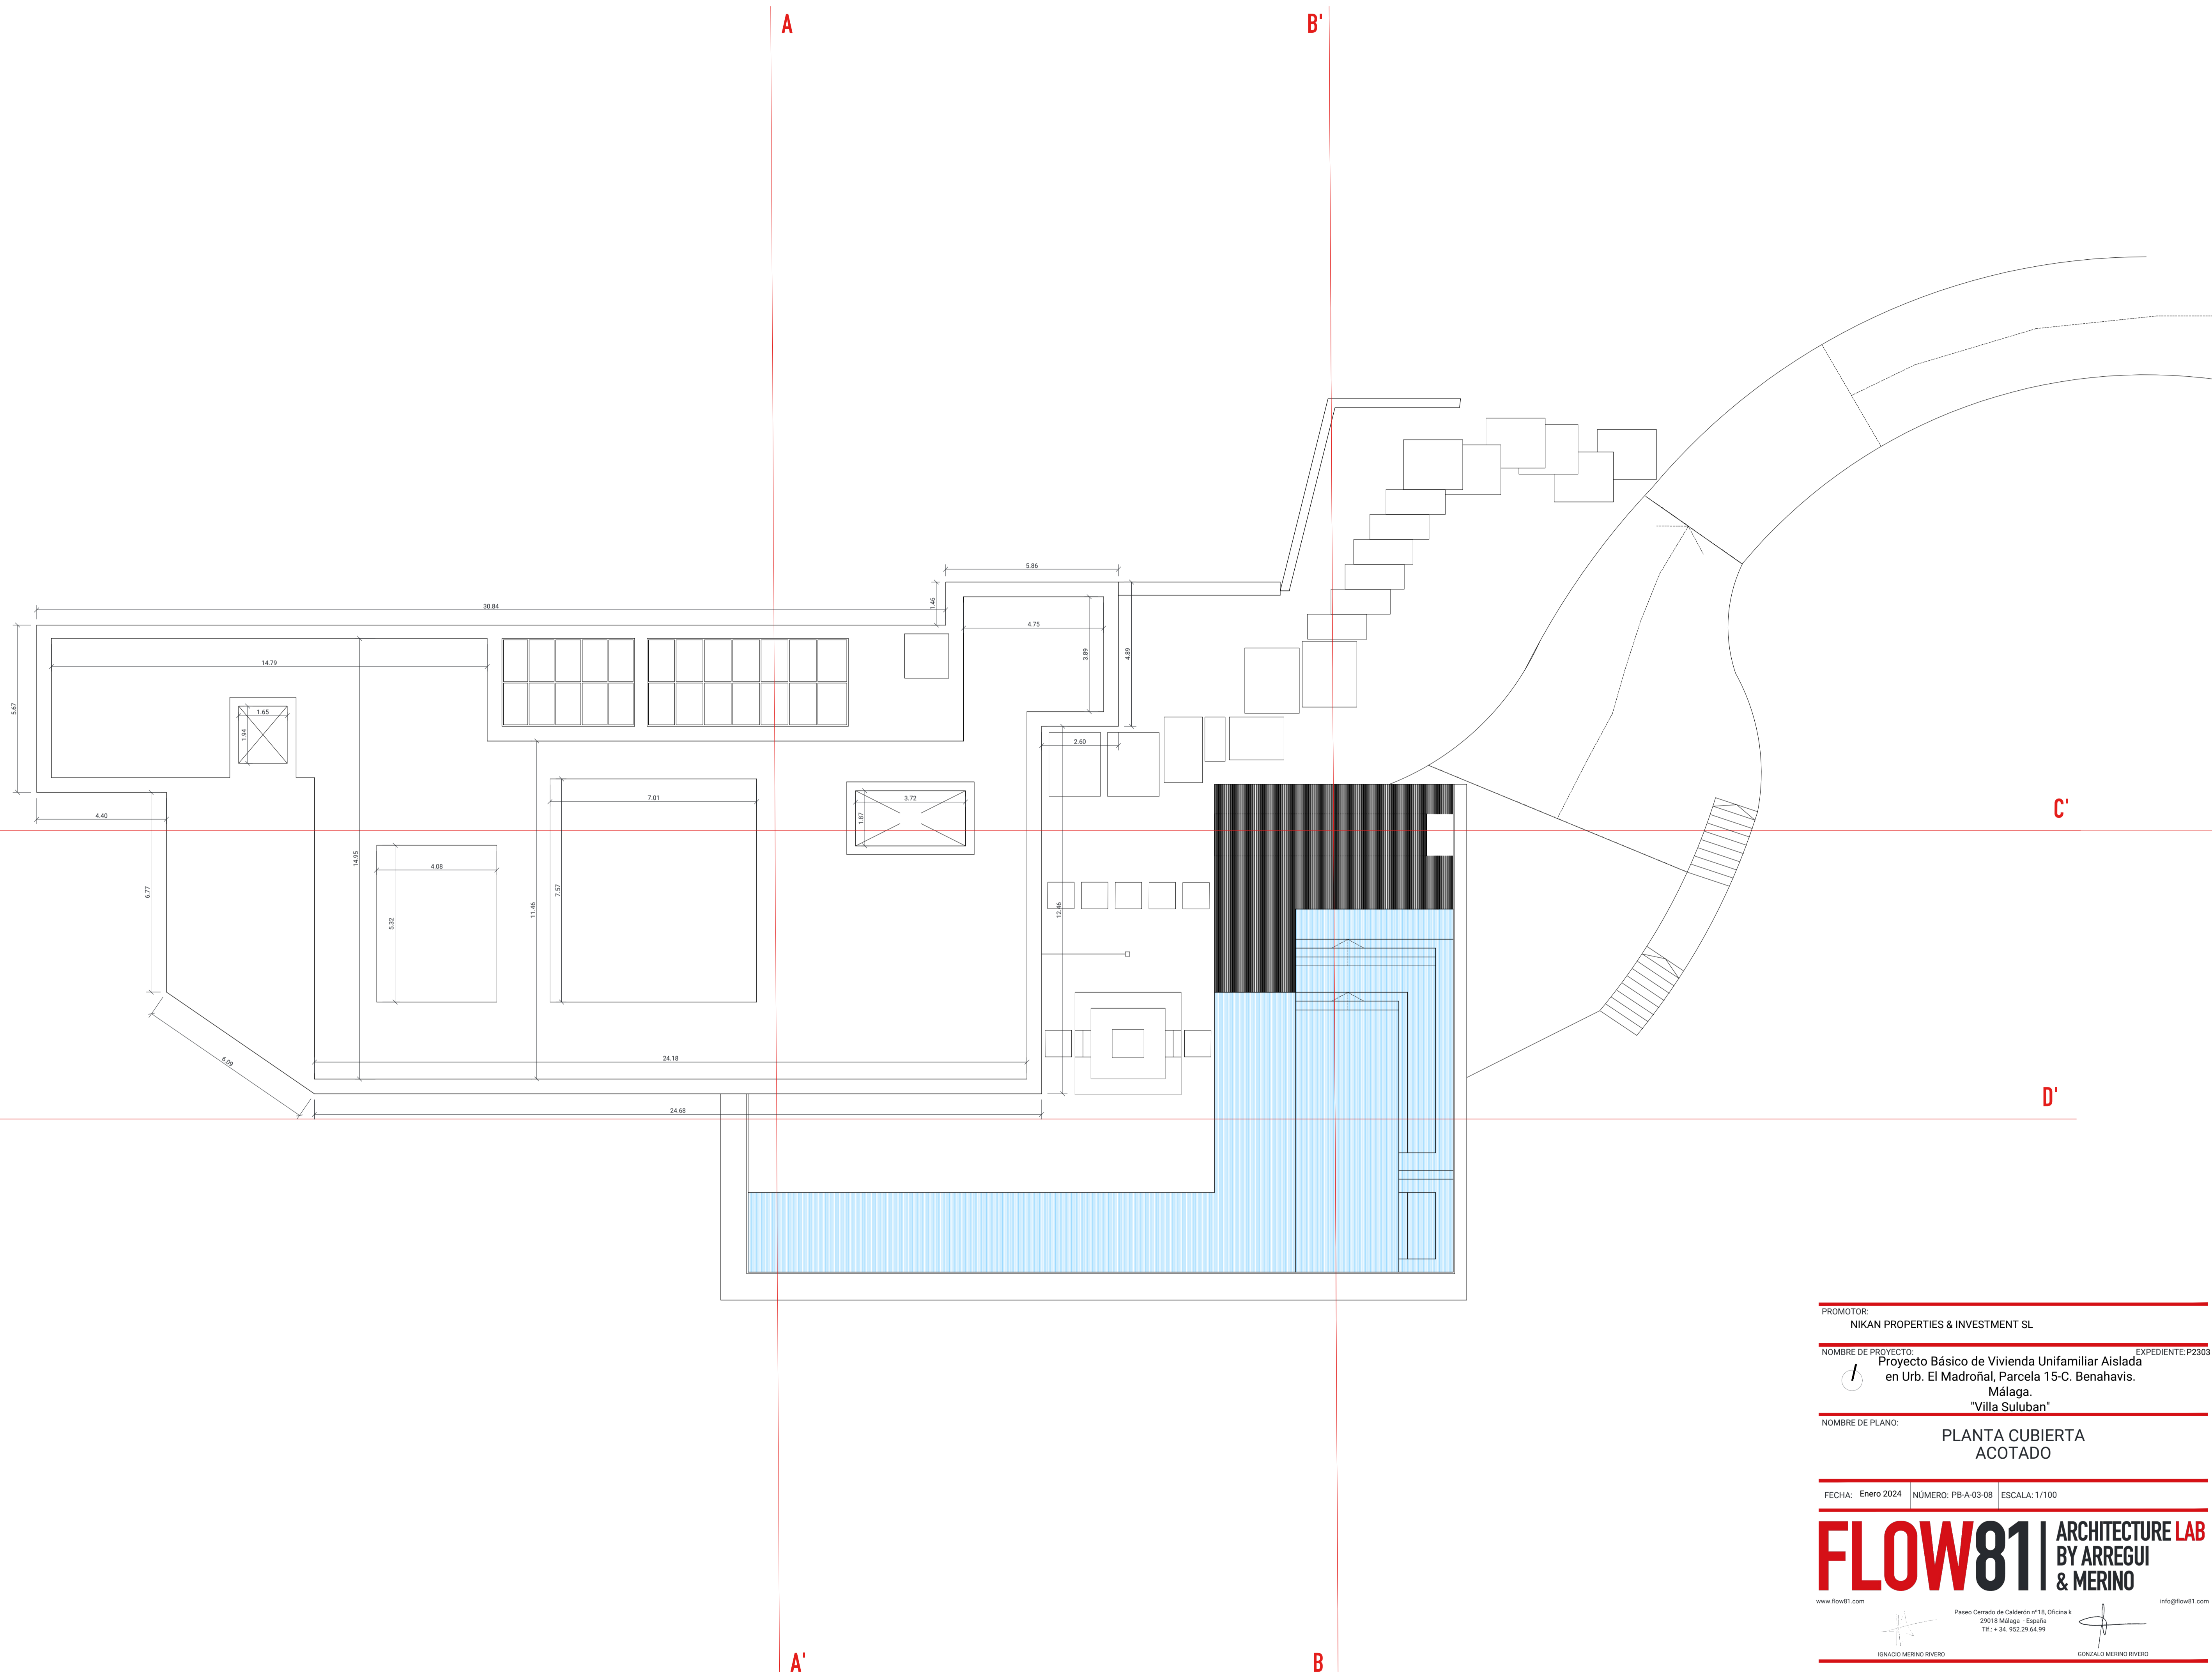 A
B'
5.86
30.84
1.46
4.75
3.89
4.89
14.79
5.67
1.65
1.94
2.60
7.01
3.72
1.87
4.40
C'
14.95
4.08
6.77
7.57
11.46
5.32
12.46
24.18
6.09
D'
24.68
PROMOTOR:
NIKAN PROPERTIES & INVESTMENT SL
NOMBRE DE PROYECTO: EXPEDIENTE: P2303
Proyecto Básico de Vivienda Unifamiliar Aislada
en Urb. El Madroñal, Parcela 15-C. Benahavis.
Málaga.
"Villa Suluban"
NOMBRE DE PLANO:
PLANTA CUBIERTA
ACOTADO
FECHA: Enero 2024 NÚMERO: PB-A-03-08 ESCALA: 1/100
FLOW81 ARCHITECTURE LAB
BY ARREGUI
& MERINO
www.flow81.com info@flow81.com
Paseo Cerrado de Calderón nº18, Oficina k
29018 Málaga - España
Tlf.: + 34. 952.29.64.99
IGNACIO MERINO RIVERO GONZALO MERINO RIVERO
A'
B